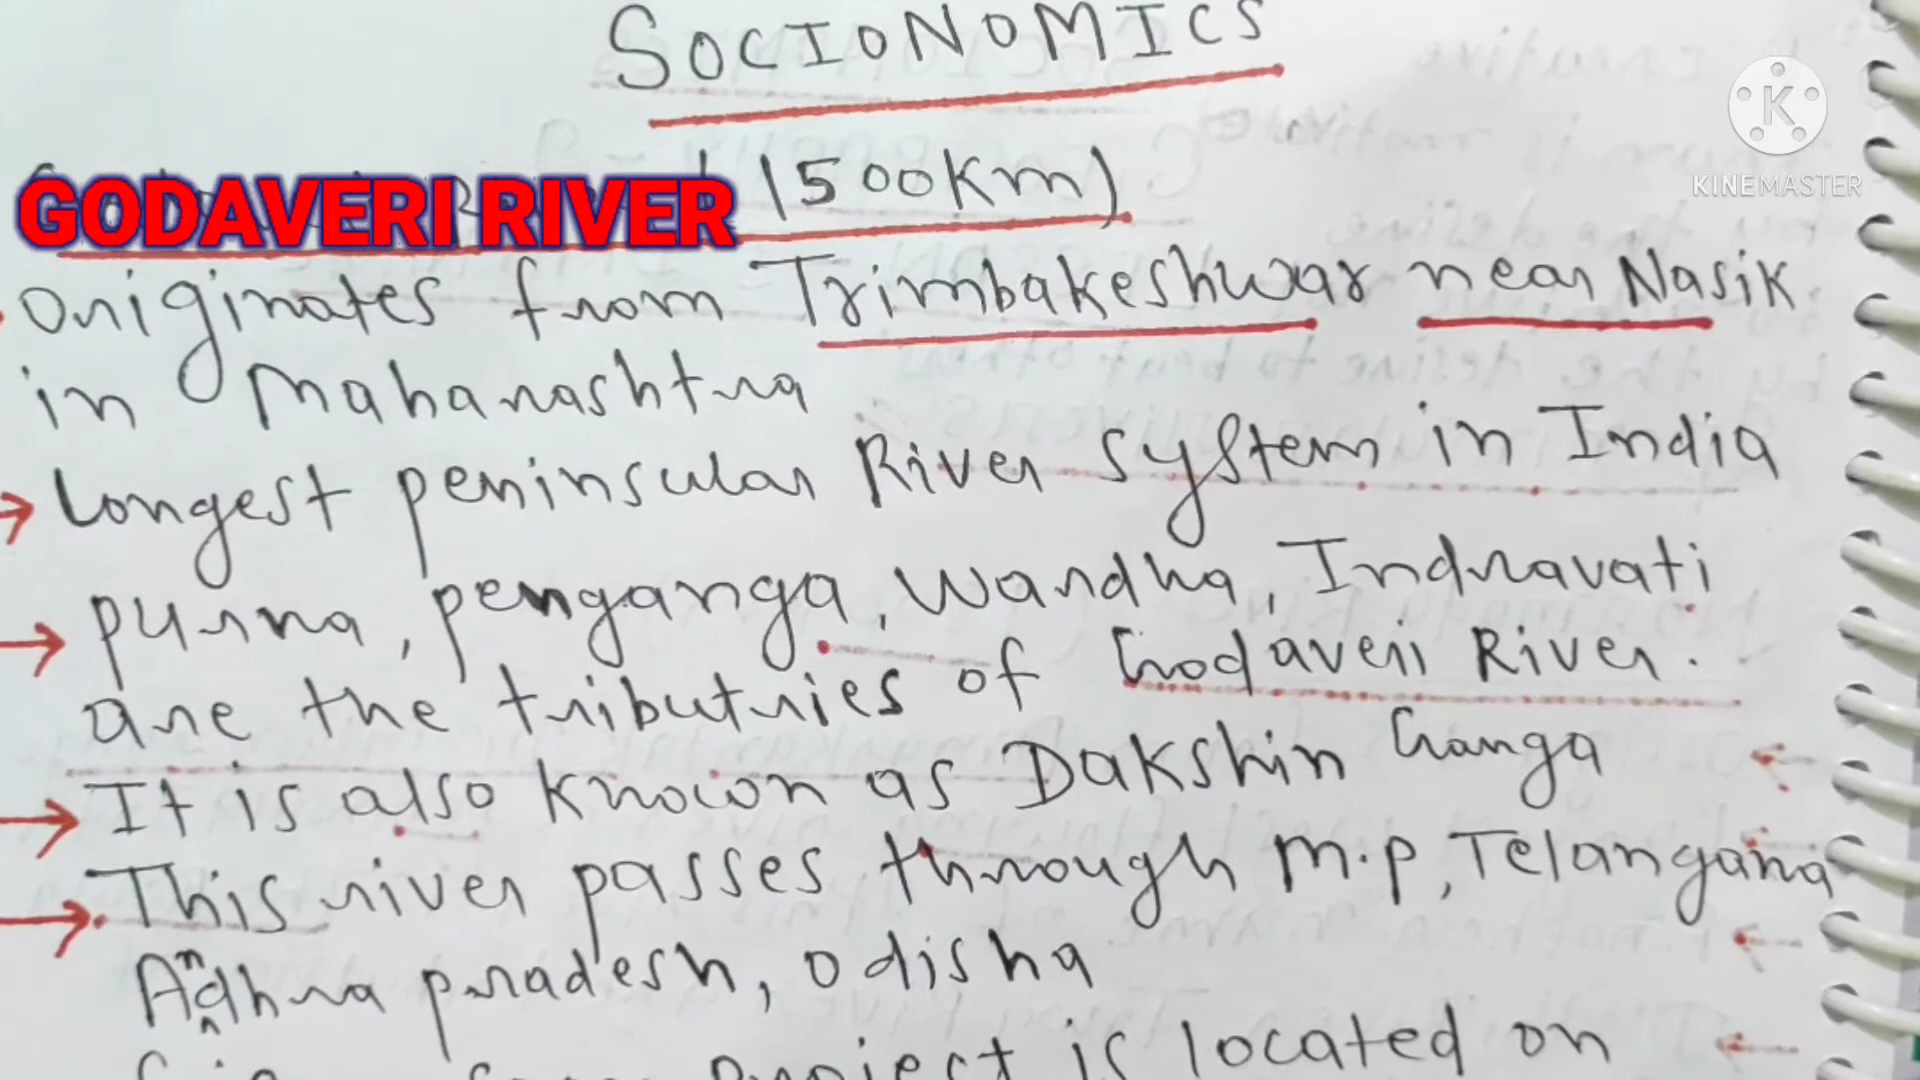 SOCIONOMICS
GODAVERI RIVER (1500Km)
K
KINEMASTER
originates from Trimbakeshwar near Nasik
in Maharashtra
Longest peninsular River system in India
purna, penganga, Wardha, Indravati
are the tributries of Godaveri River.
It is also known as Dakshin Ganga
This river passes through M.P, Telangana
Andhra pradesh, odisha
project is located on